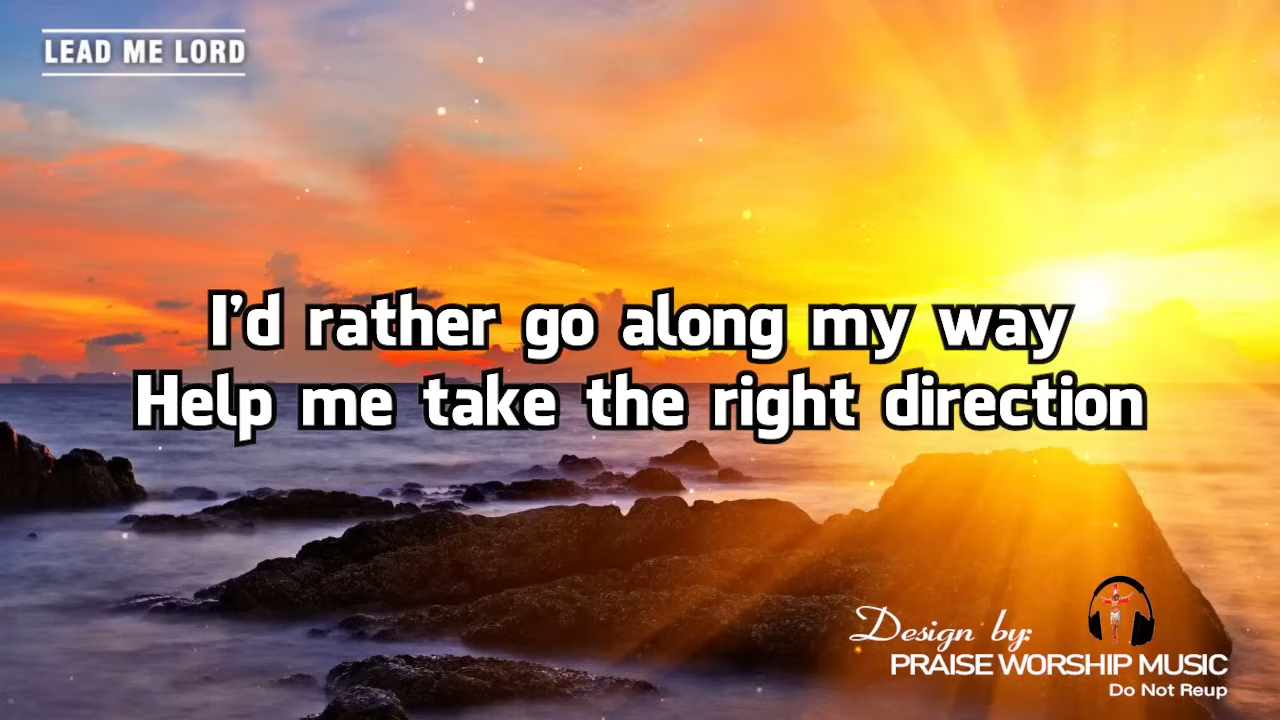 LEAD ME LORD
I'd rather go along my way
Help me take the right direction
Design by:
PRAISE WORSHIP MUSIC
Do Not Reup